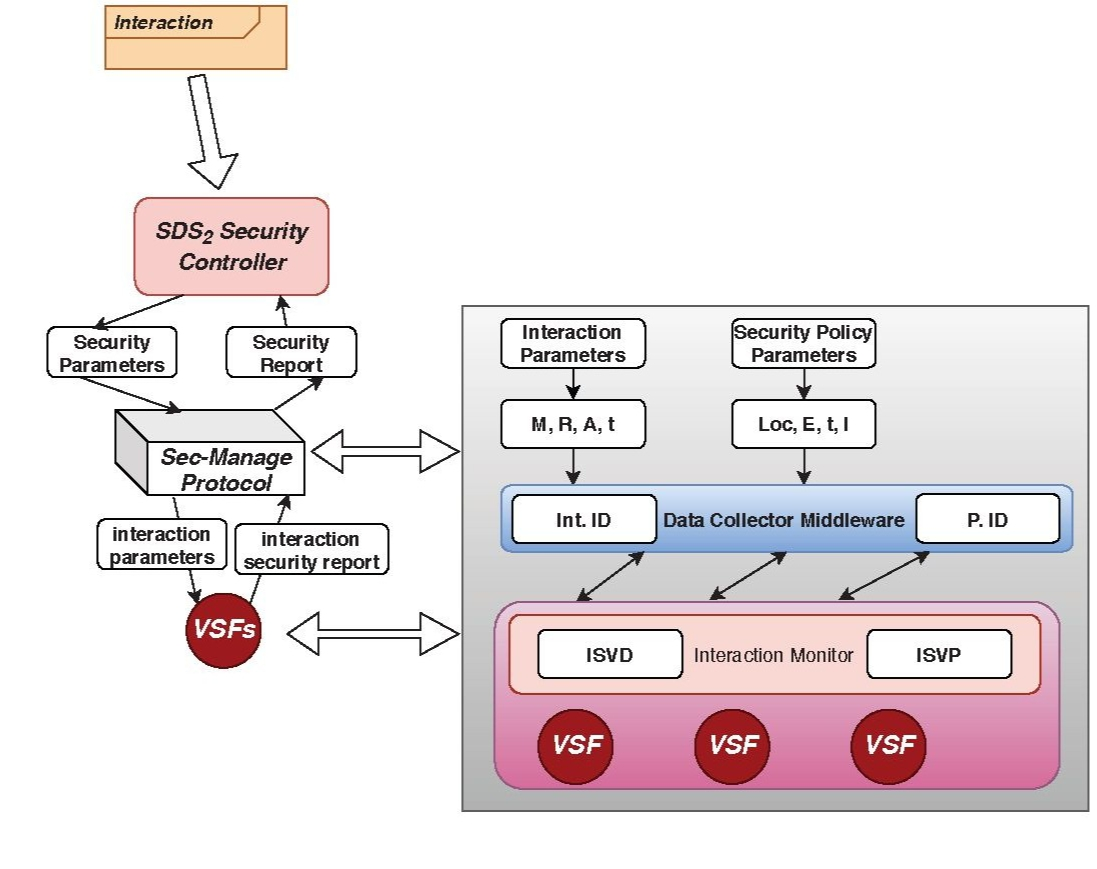 Interaction
SDS2 Security
Controller
Security
Parameters
Security
Report
Sec-Manage
Protocol
interaction
parameters
interaction
security report
VSFs
Interaction
Parameters
Security Policy
Parameters
M, R, A, t
Loc, E, t, I
Int. ID
Data Collector Middleware
P. ID
ISVD
Interaction Monitor
ISVP
VSF
VSF
VSF